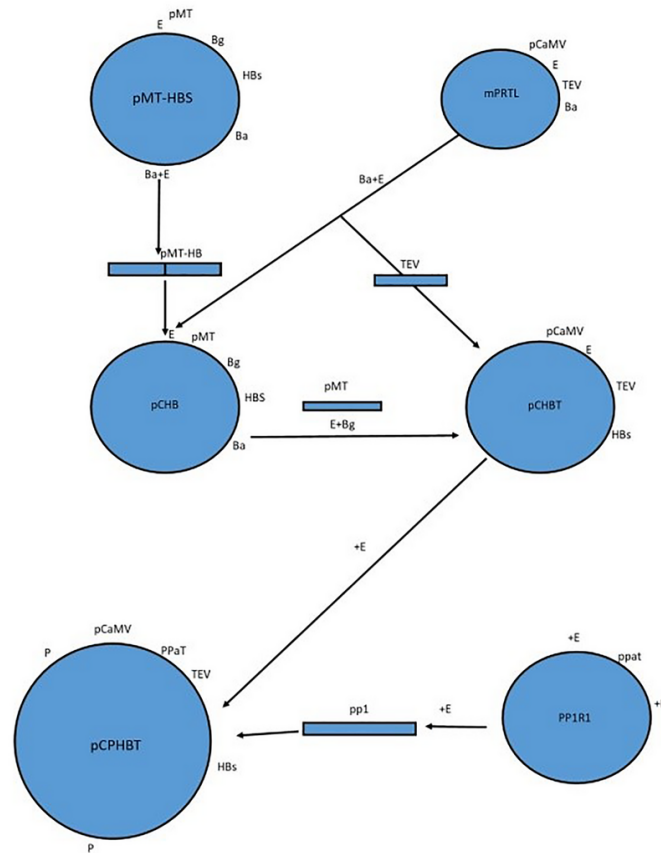 pMT
E
Bg
HBs
pMT-HBS
Ba
Ba+E
pCaMV
E
TEV
mPRTL
Ba
Ba+E
pMT-HB
TEV
E
pMT
Bg
pCHB
HBS
Ba
pMT
E+Bg
pCaMV
E
TEV
pCHBT
HBs
+E
pCaMV
P
PPaT
TEV
pCPHBT
HBs
P
pp1
+E
+E
ppat
PP1R1